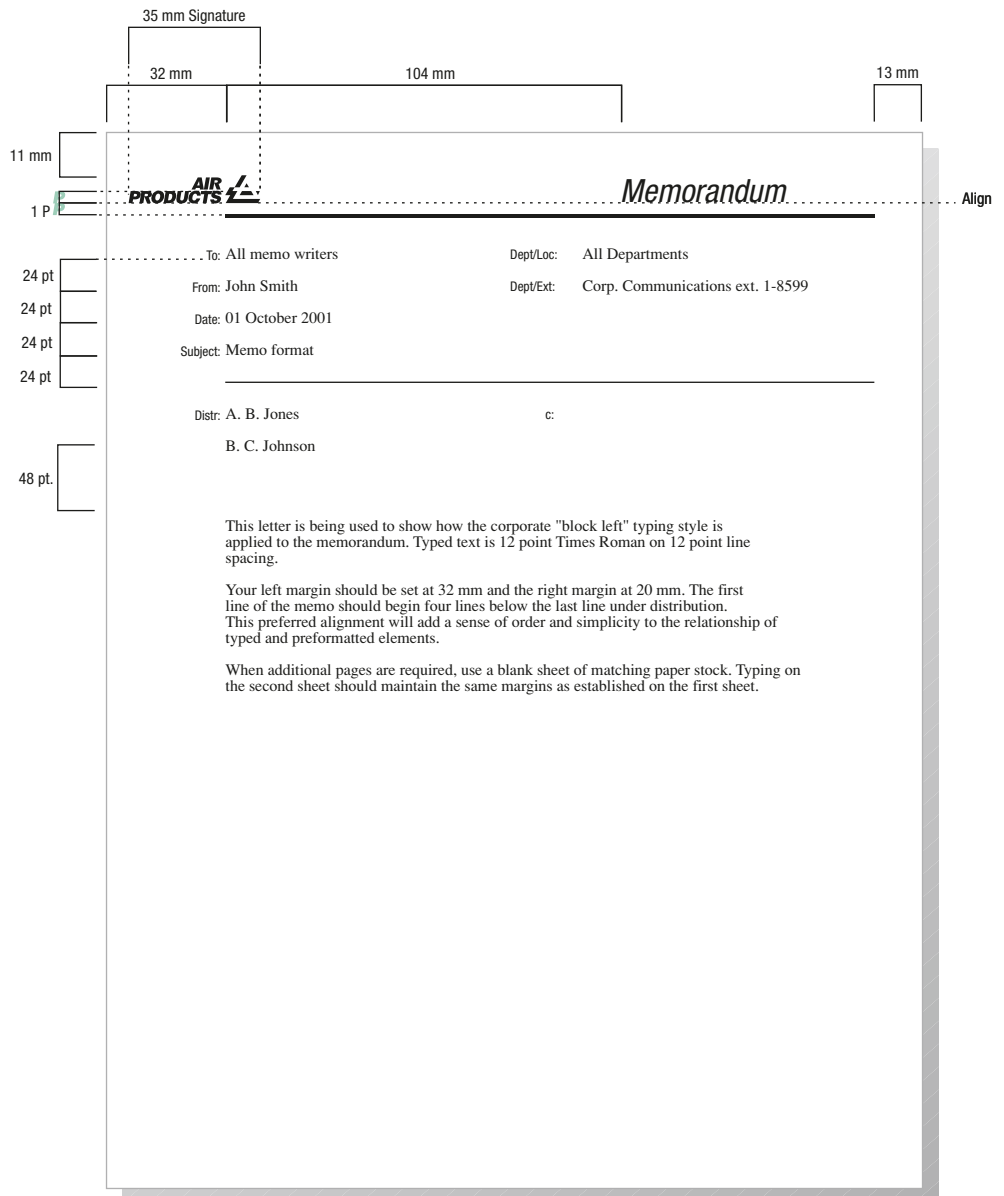 35 mm Signature
32 mm 104 mm 13 mm
11 mm
AIR
PRODUCTS
Memorandum
1 P
P
P
Align
To: All memo writers Dept/Loc: All Departments
24 pt
From: John Smith Dept/Ext: Corp. Communications ext. 1-8599
24 pt
Date: 01 October 2001
24 pt
Subject: Memo format
24 pt
Distr: A. B. Jones c:
B. C. Johnson
48 pt.
This letter is being used to show how the corporate "block left" typing style is
applied to the memorandum. Typed text is 12 point Times Roman on 12 point line
spacing.
Your left margin should be set at 32 mm and the right margin at 20 mm. The first
line of the memo should begin four lines below the last line under distribution.
This preferred alignment will add a sense of order and simplicity to the relationship of
typed and preformatted elements.
When additional pages are required, use a blank sheet of matching paper stock. Typing on
the second sheet should maintain the same margins as established on the first sheet.